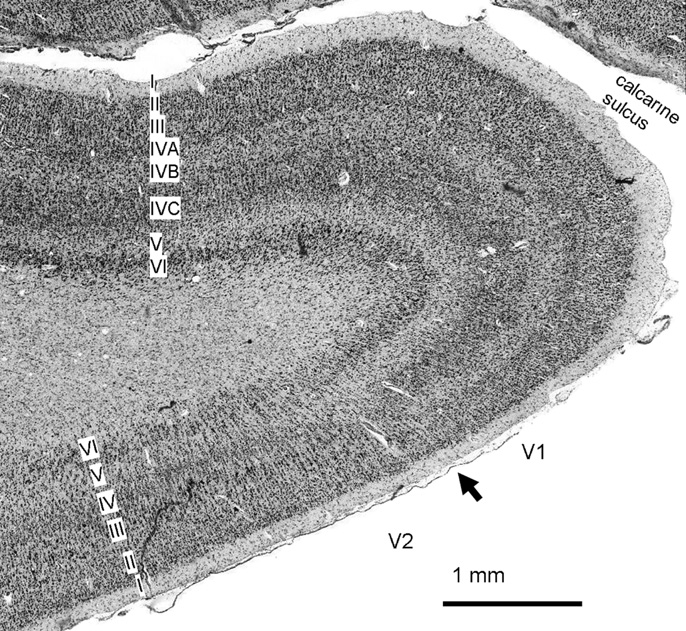 calcarine
sulcus
I
II
III
IVA
IVB
IVC
V
VI
VI
V
IV
III
II
I
V1
V2
1 mm